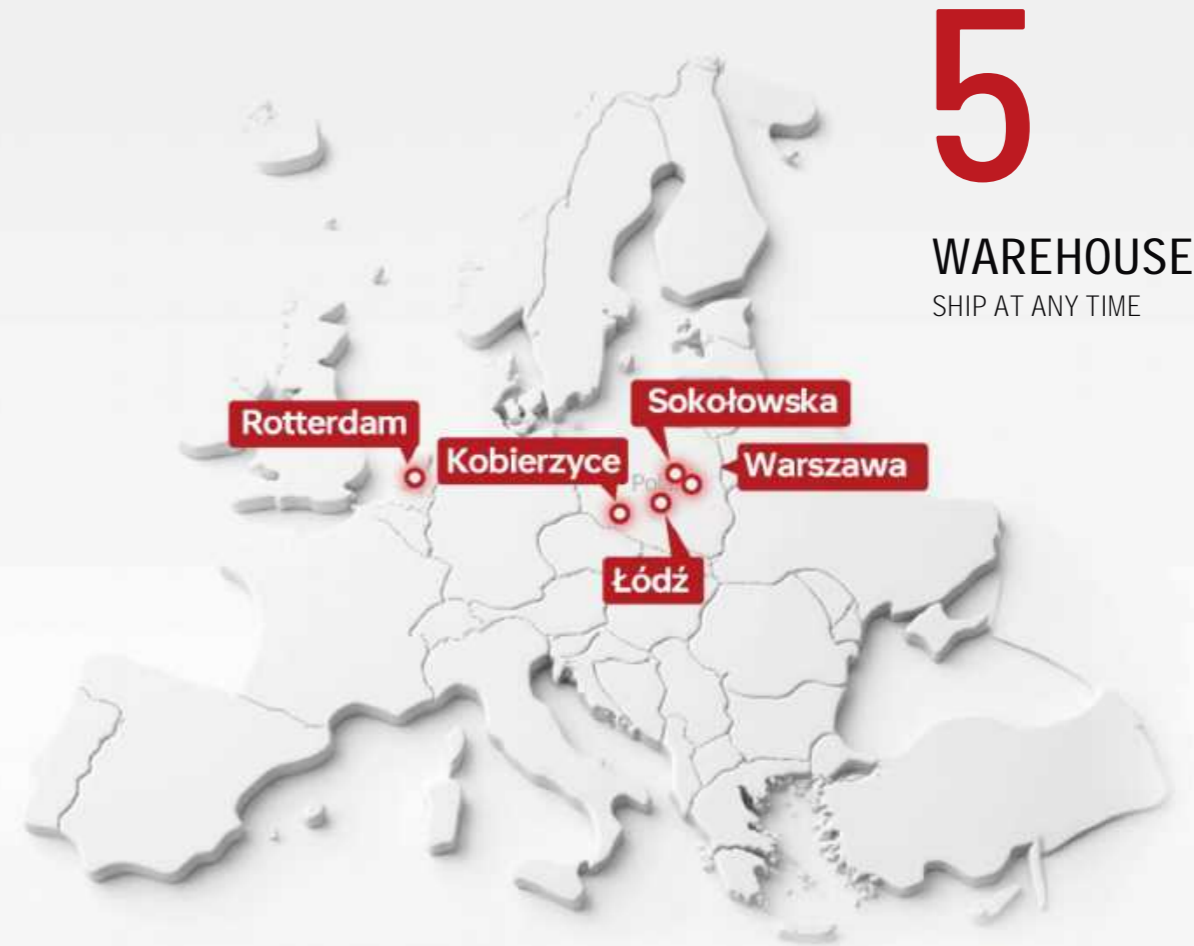 5
WAREHOUSE
SHIP AT ANY TIME
Sokołowska
Rotterdam
Kobierzyce
Warszawa
Łódź